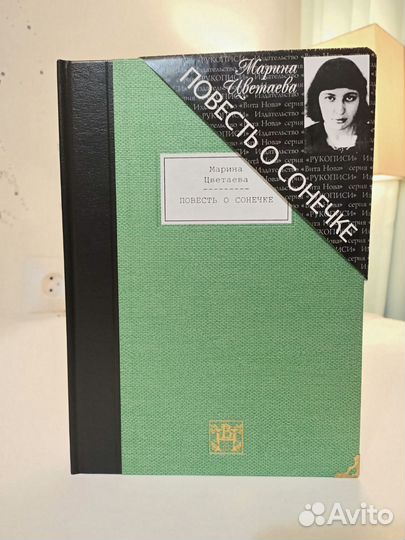 Марина
Цветаева
ПОВЕСТЬ О СОНЕЧКЕ
Издательство «Вита Нова» серия «РУКОПИСИ»
Марина
Цветаева
---------
ПОВЕСТЬ О СОНЕЧКЕ
Avito